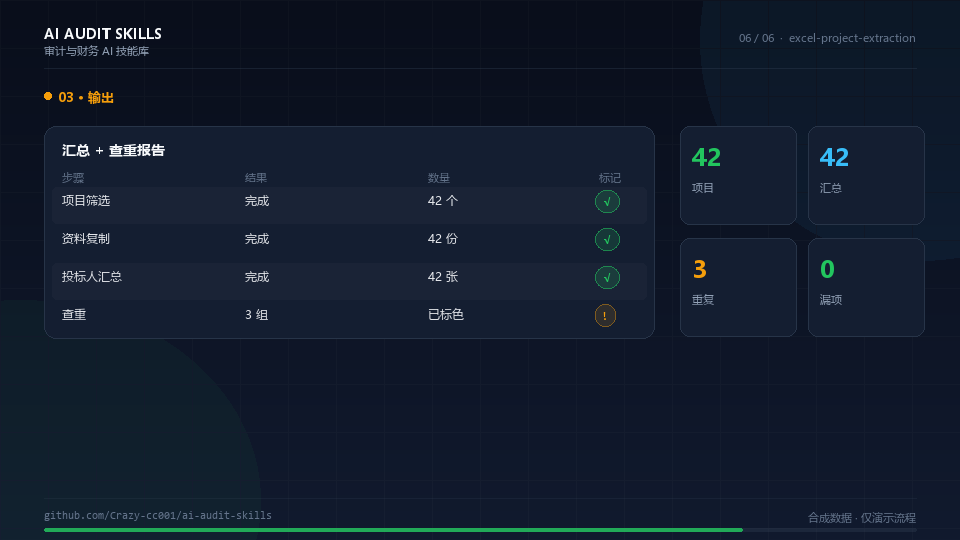 AI AUDIT SKILLS
审计与财务 AI 技能库
06 / 06 · excel-project-extraction
03 • 输出
汇总 + 查重报告
步骤 结果 数量 标记
项目筛选 完成 42 个 √
资料复制 完成 42 份 √
投标人汇总 完成 42 张 √
查重 3 组 已标色 !
42
项目
42
汇总
3
重复
0
漏项
github.com/Crazy-cc001/ai-audit-skills
合成数据 · 仅演示流程